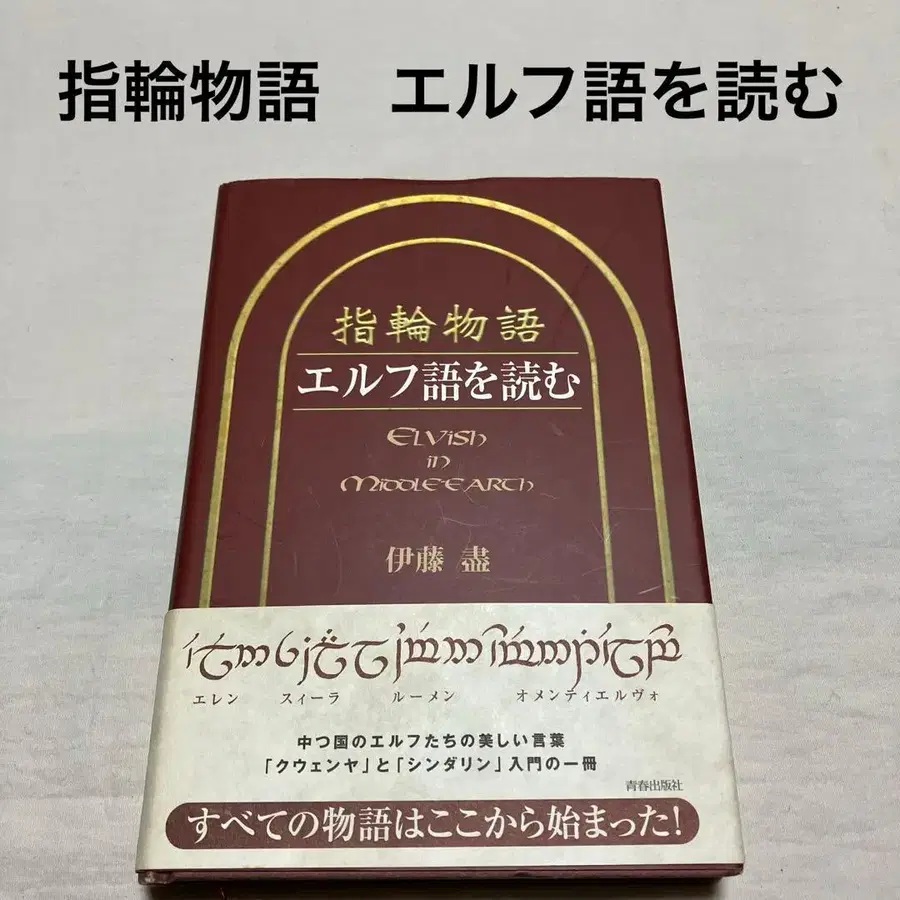 指輪物語　エルフ語を読む
指輪物語
エルフ語を読む
ELVISH
in
MIDDLE-EARTH
伊藤 盡
エレン スィーラ ルーメン オメンティエルヴォ
中つ国のエルフたちの美しい言葉
「クウェンヤ」と「シンダリン」入門の一冊
青春出版社
すべての物語はここから始まった!